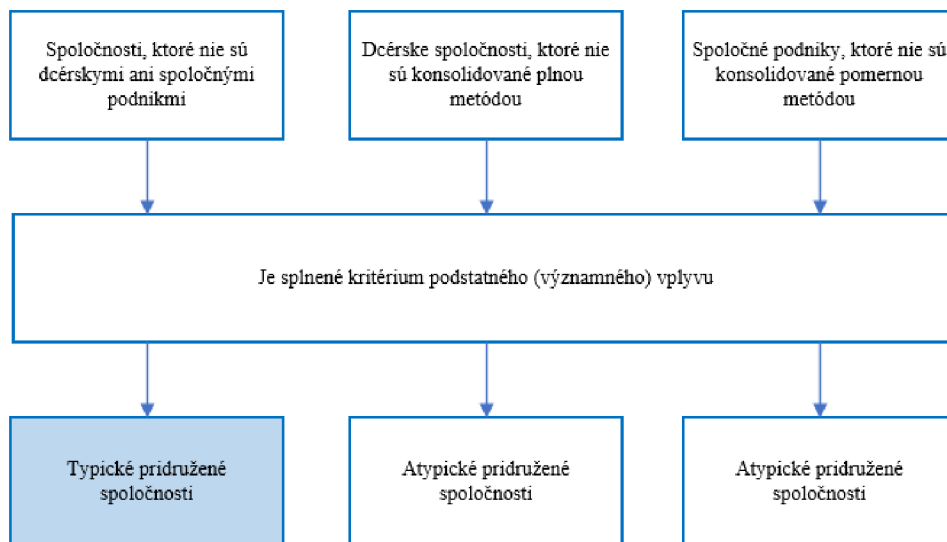 Spoločnosti, ktoré nie sú
dcérskymi ani spoločnými
podnikmi
Dcérske spoločnosti, ktoré nie
sú konsolidované plnou
metódou
Spoločné podniky, ktoré nie sú
konsolidované pomernou
metódou
Je splnené kritérium podstatného (významného) vplyvu
Typické pridružené
spoločnosti
Atypické pridružené
spoločnosti
Atypické pridružené
spoločnosti